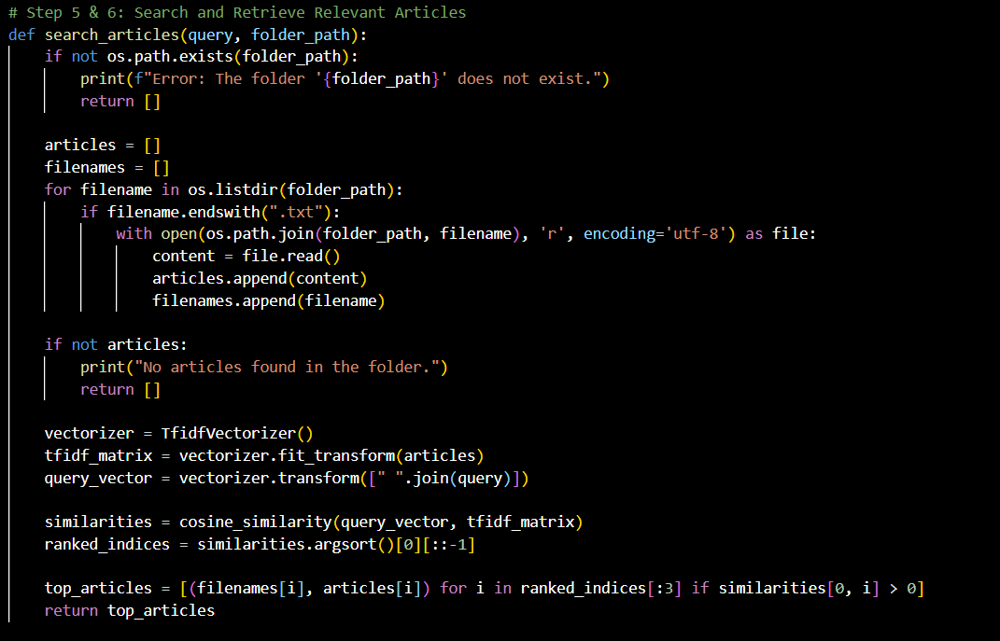 # Step 5 & 6: Search and Retrieve Relevant Articles
def search_articles(query, folder_path):
    if not os.path.exists(folder_path):
        print(f"Error: The folder '{folder_path}' does not exist.")
        return []

    articles = []
    filenames = []
    for filename in os.listdir(folder_path):
        if filename.endswith(".txt"):
            with open(os.path.join(folder_path, filename), 'r', encoding='utf-8') as file:
                content = file.read()
                articles.append(content)
                filenames.append(filename)

    if not articles:
        print("No articles found in the folder.")
        return []

    vectorizer = TfidfVectorizer()
    tfidf_matrix = vectorizer.fit_transform(articles)
    query_vector = vectorizer.transform([" ".join(query)])

    similarities = cosine_similarity(query_vector, tfidf_matrix)
    ranked_indices = similarities.argsort()[0][::-1]

    top_articles = [(filenames[i], articles[i]) for i in ranked_indices[:3] if similarities[0, i] > 0]
    return top_articles